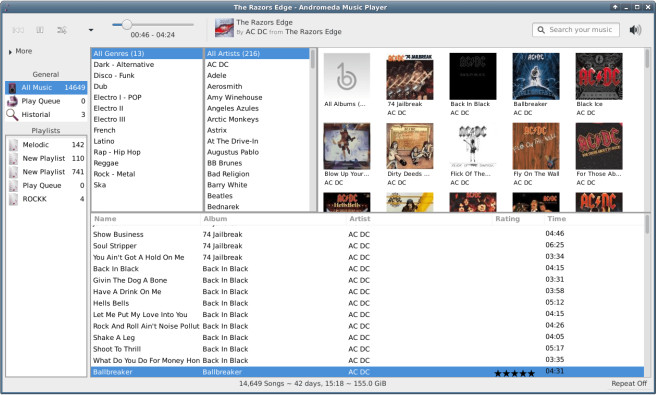 The Razors Edge - Andromeda Music Player
00:46 - 04:24
The Razors Edge
By AC DC from The Razors Edge
Search your music
More
General
All Music 14649
Play Queue 0
Historial 3
Playlists
Melodic 142
New Playlist 110
New Playlist 741
Play Queue 0
ROCKK 4
All Genres (13)
Dark - Alternative
Disco - Funk
Dub
Electro I - POP
Electro II
Electro III
French
Latino
Rap - Hip Hop
Reggae
Rock - Metal
Ska
All Artists (216)
AC DC
Adele
Aerosmith
Amy Winehouse
Angeles Azules
Arctic Monkeys
Astrix
At The Drive-In
Augustus Pablo
BB Brunes
Bad Religion
Barry White
Beatles
Bednarek
All Albums (...
74 Jailbreak
AC DC
Back In Black
AC DC
Ballbreaker
AC DC
Black Ice
AC DC
Blow Up Your...
AC DC
Dirty Deeds ...
AC DC
Flick Of The...
AC DC
Fly On The Wall
AC DC
For Those Ab...
AC DC
Name Album Artist Rating Time
04:46
Show Business 74 Jailbreak AC DC 06:25
Soul Stripper 74 Jailbreak AC DC 03:34
You Ain't Got A Hold On Me 74 Jailbreak AC DC 04:15
Back In Black Back In Black AC DC 03:31
Givin The Dog A Bone Back In Black AC DC 03:58
Have A Drink On Me Back In Black AC DC 05:12
Hells Bells Back In Black AC DC 04:15
Let Me Put My Love Into You Back In Black AC DC 04:26
Rock And Roll Ain't Noise Pollut Back In Black AC DC 04:05
Shake A Leg Back In Black AC DC 05:17
Shoot To Thrill Back In Black AC DC 03:35
What Do You Do For Money Hon Back In Black AC DC
Ballbreaker Ballbreaker AC DC ★★★★★ 04:31
14,649 Songs ~ 42 days, 15:18 ~ 155.0 GiB
Repeat Off